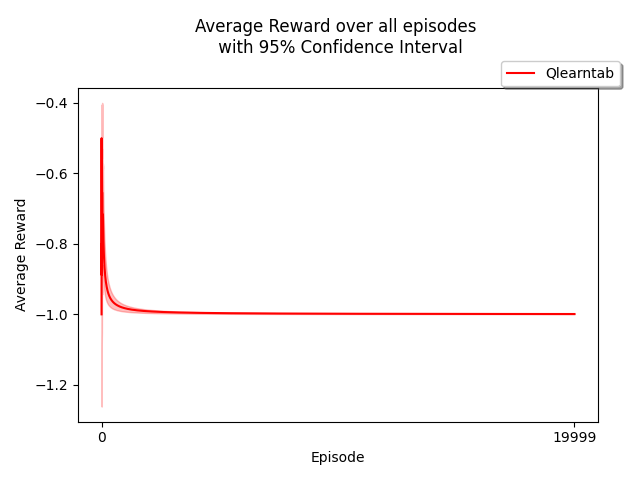 Average Reward over all episodes
with 95% Confidence Interval
Qlearntab
−0.4
−0.6
−0.8
−1.0
−1.2
Average Reward
0
19999
Episode